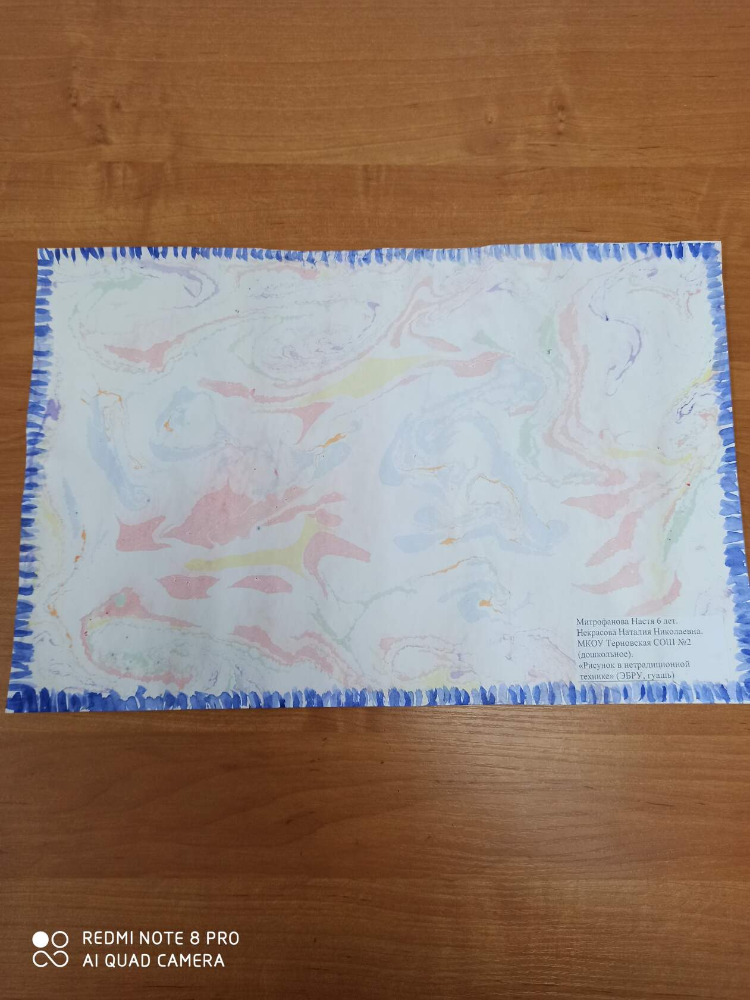 Митрофанова Настя 6 лет.
Некрасова Наталия Николаевна.
МКОУ Терновская СОШ №2
(дошкольное).
«Рисунок в нетрадиционной
технике» (ЭБРУ, гуашь)
REDMI NOTE 8 PRO
AI QUAD CAMERA